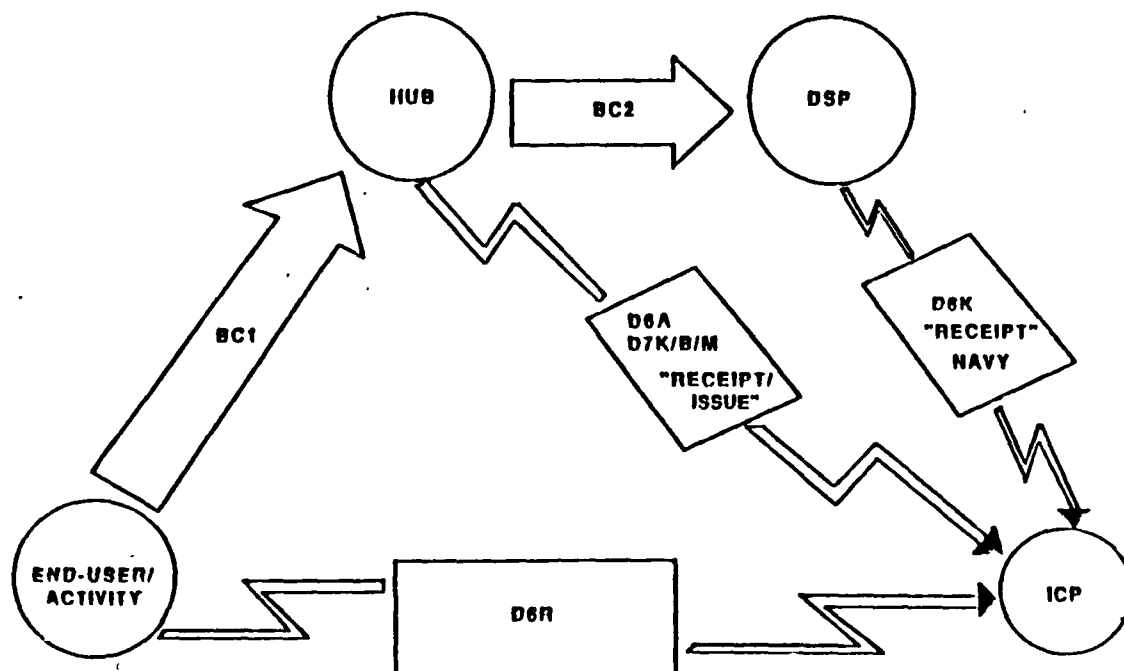 HUB
BC2
DSP
BC1
D6A
D7K/B/M
"RECEIPT/
ISSUE"
D6K
"RECEIPT"
NAVY
END-USER/
ACTIVITY
D6R
ICP